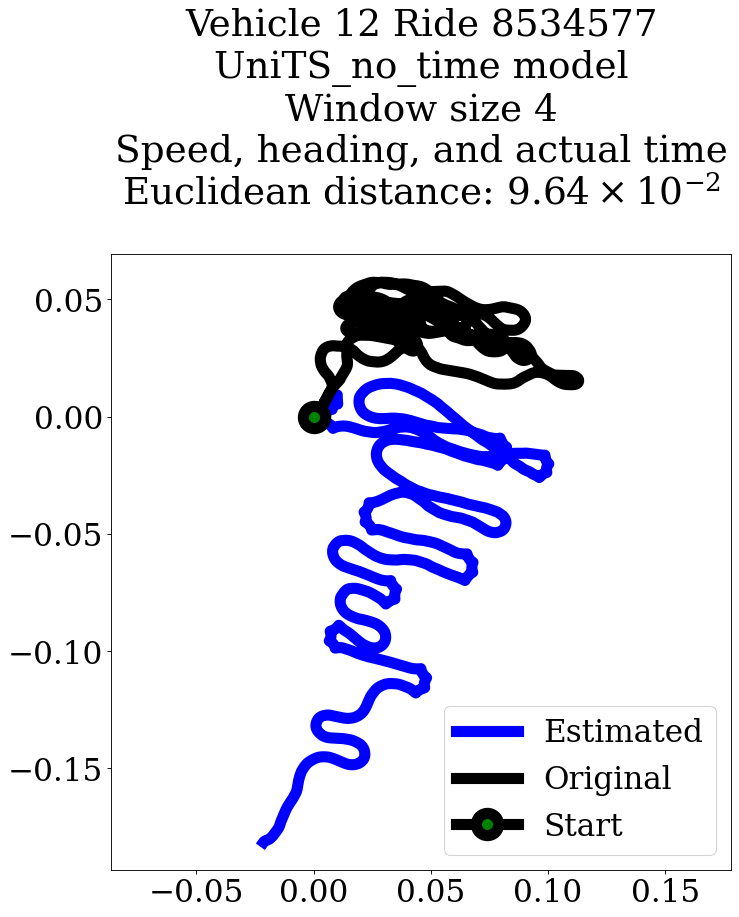 Vehicle 12 Ride 8534577
UniTS_no_time model
Window size 4
Speed, heading, and actual time
Euclidean distance: 9.64 × 10⁻²
0.05
0.00
−0.05
−0.10
−0.15
Estimated
Original
Start
−0.05 0.00 0.05 0.10 0.15